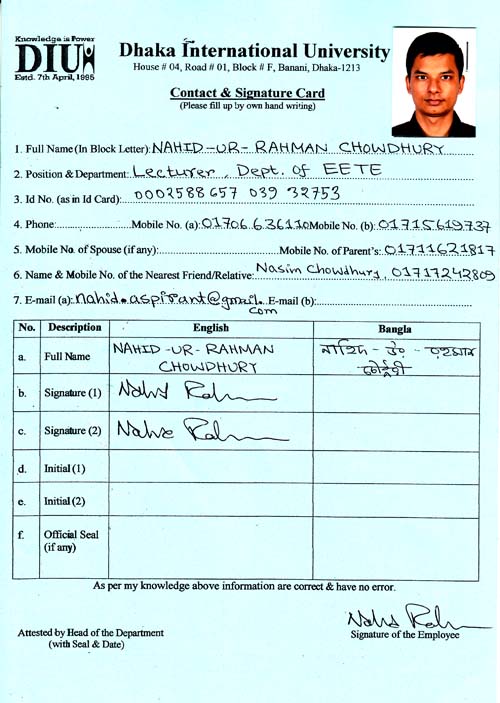 Knowledge is Power
DIU
Estd. 7th April, 1995
Dhaka International University
House # 04, Road # 01, Block # F, Banani, Dhaka-1213
Contact & Signature Card
(Please fill up by own hand writing)
1. Full Name (In Block Letter): NAHID-UR-RAHMAN CHOWDHURY
2. Position & Department: Lecturer, Dept. of EETE
3. Id No. (as in Id Card): 0002588657 039 32753
4. Phone: Mobile No. (a): 01706636110 Mobile No. (b): 01715619737
5. Mobile No. of Spouse (if any): Mobile No. of Parent's: 01711621817
6. Name & Mobile No. of the Nearest Friend/Relative: Nasim Chowdhury, 01717242809
7. E-mail (a): nahid.aspirant@gmail. E-mail (b):
com
No. Description English Bangla
a. Full Name NAHID-UR-RAHMAN CHOWDHURY নাহিদ - উর - রহমান চৌধুরী
b. Signature (1) Nahid Rah
c. Signature (2) Nahid Rah
d. Initial (1)
e. Initial (2)
f. Official Seal (if any)
As per my knowledge above information are correct & have no error.
Nahid Rah
Attested by Head of the Department Signature of the Employee
(with Seal & Date)